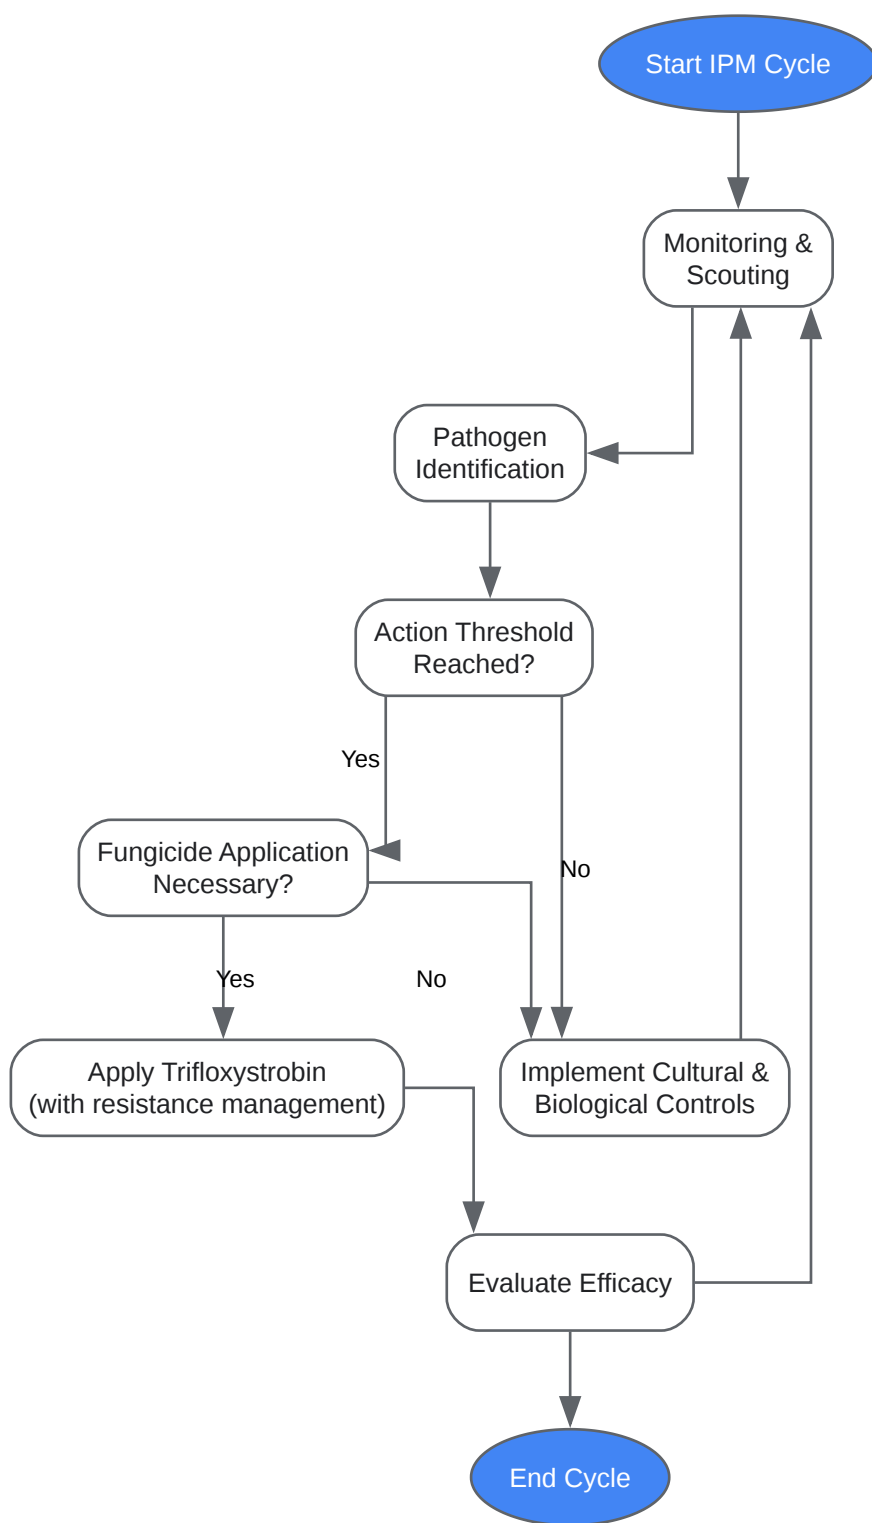 Start IPM Cycle
Monitoring &
Scouting
Pathogen
Identification
Action Threshold
Reached?
Yes
Fungicide Application
Necessary?
No
Yes
No
Apply Trifloxystrobin
(with resistance management)
Implement Cultural &
Biological Controls
Evaluate Efficacy
End Cycle